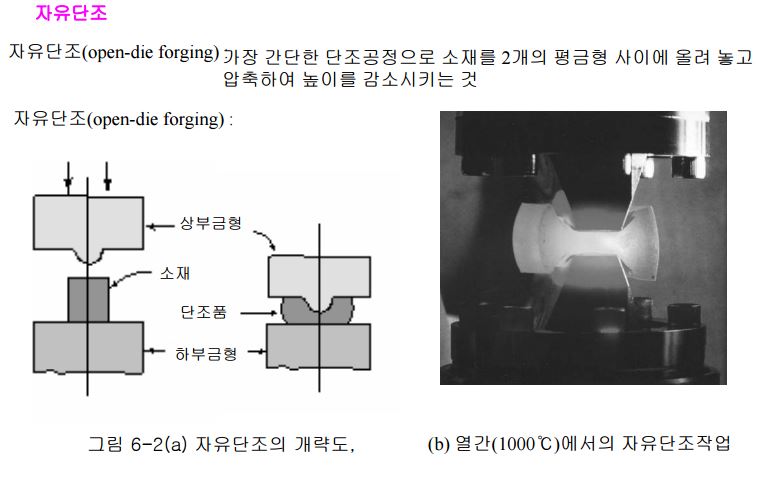 자유단조
자유단조(open-die forging) 가장 간단한 단조공정으로 소재를 2개의 평금형 사이에 올려 놓고
압축하여 높이를 감소시키는 것
자유단조(open-die forging) :
상부금형
소재
단조품
하부금형
그림 6-2(a) 자유단조의 개략도,
(b) 열간(1000℃)에서의 자유단조작업